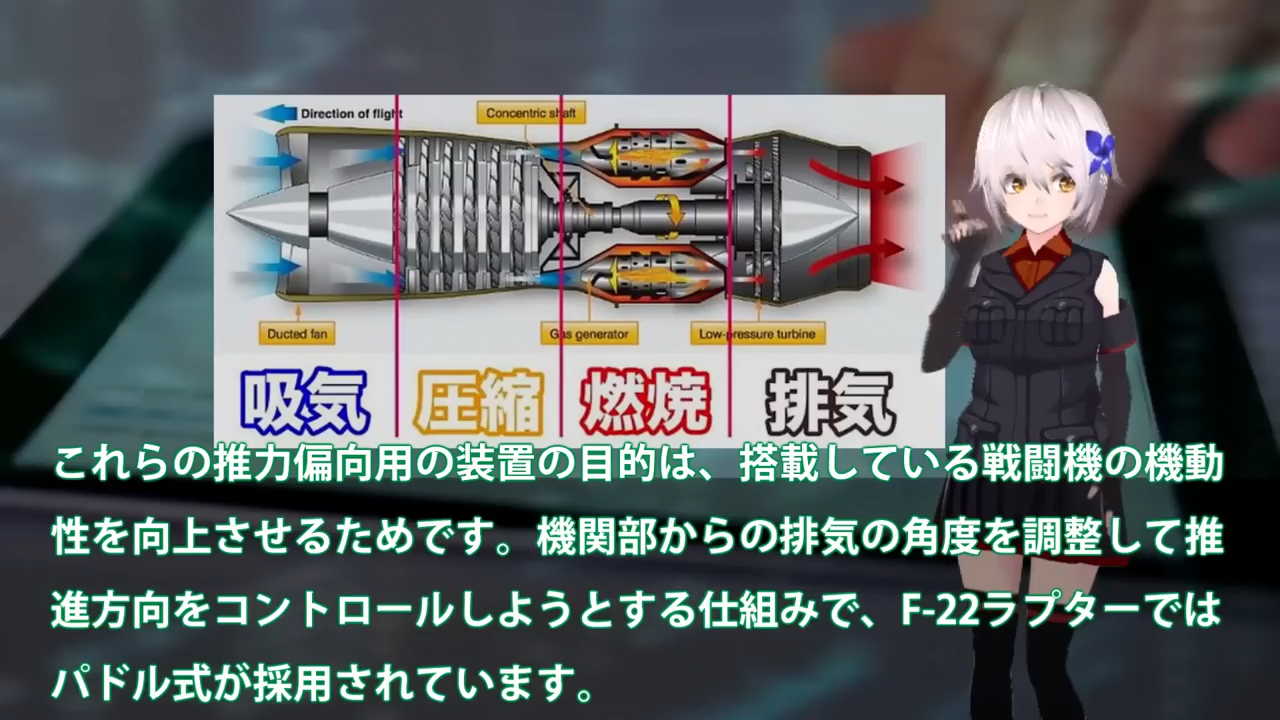 Direction of flight
Concentric shaft
Ducted fan
Gas generator
Low-pressure turbine
吸気 圧縮 燃焼 排気
これらの推力偏向用の装置の目的は、搭載している戦闘機の機動
性を向上させるためです。機関部からの排気の角度を調整して推
進方向をコントロールしようとする仕組みで、F-22ラプターでは
パドル式が採用されています。